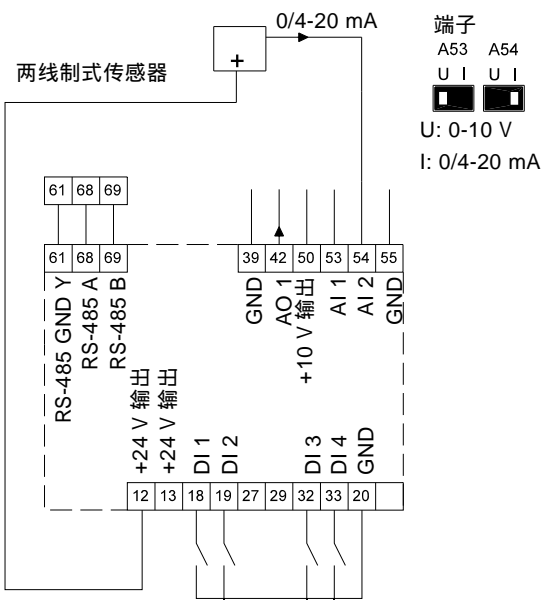 0/4-20 mA
+
两线制式传感器
端子
A53 A54
U I U I
U: 0-10 V
I: 0/4-20 mA
61 68 69
61 68 69
39 42 50 53 54 55
RS-485 GND Y
RS-485 A
RS-485 B
GND
AO 1
+10 V 输出
AI 1
AI 2
GND
+24 V 输出
+24 V 输出
DI 1
DI 2
DI 3
DI 4
GND
12 13 18 19 27 29 32 33 20